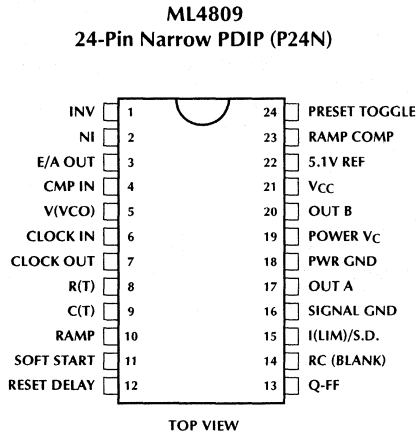 ML4809
24-Pin Narrow PDIP (P24N)
INV 1 24 PRESET TOGGLE
NI 2 23 RAMP COMP
E/A OUT 3 22 5.1V REF
CMP IN 4 21 VCC
V(VCO) 5 20 OUT B
CLOCK IN 6 19 POWER VC
CLOCK OUT 7 18 PWR GND
R(T) 8 17 OUT A
C(T) 9 16 SIGNAL GND
RAMP 10 15 I(LIM)/S.D.
SOFT START 11 14 RC (BLANK)
RESET DELAY 12 13 Q-FF
TOP VIEW